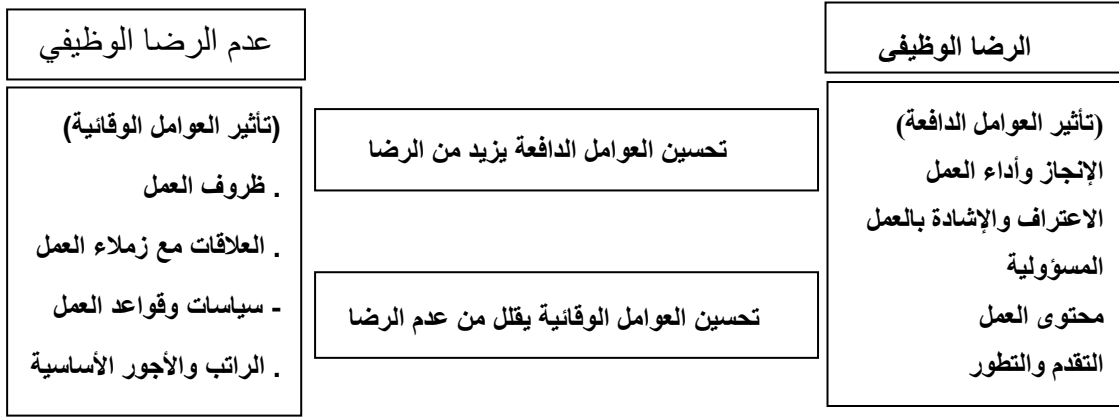 الرضا الوظيفى
(تأثير العوامل الدافعة)
الإنجاز وأداء العمل
الاعتراف والإشادة بالعمل
المسؤولية
محتوى العمل
التقدم والتطور
تحسين العوامل الدافعة يزيد من الرضا
تحسين العوامل الوقائية يقلل من عدم الرضا
عدم الرضا الوظيفي
(تأثير العوامل الوقائية)
. ظروف العمل
. العلاقات مع زملاء العمل
- سياسات وقواعد العمل
. الراتب والأجور الأساسية